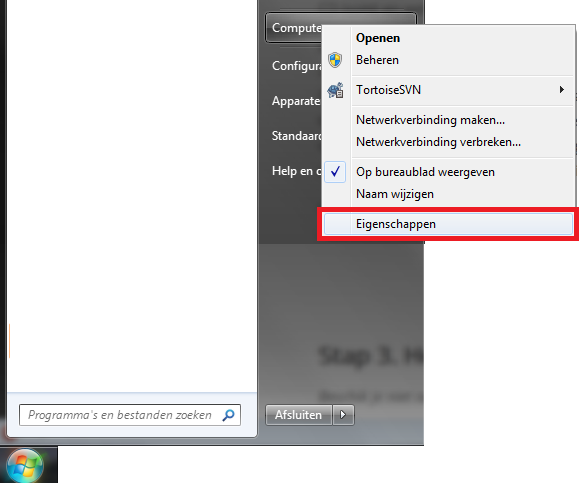 Compute
Openen
Beheren
Configura
TortoiseSVN
Apparate
Netwerkverbinding maken...
Standaard
Netwerkverbinding verbreken...
Help en o
Op bureaublad weergeven
Naam wijzigen
Eigenschappen
Stap 3. He
Programma's en bestanden zoeken
Afsluiten